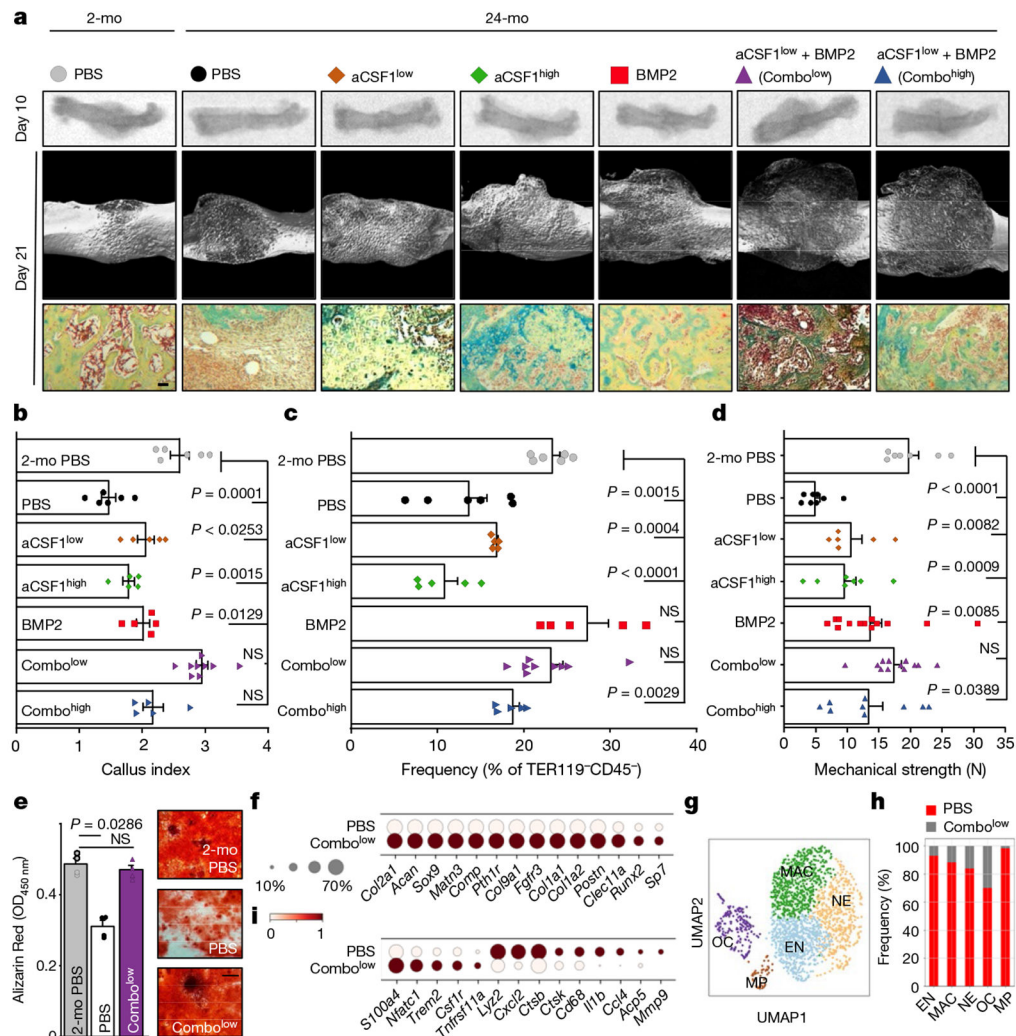 a
2-mo
24-mo
PBS
PBS
aCSF1low
aCSF1high
BMP2
aCSF1low + BMP2
(Combolow)
aCSF1low + BMP2
(Combohigh)
Day 10
Day 21
b
2-mo PBS
PBS
aCSF1low
aCSF1high
BMP2
Combolow
Combohigh
P = 0.0001
P < 0.0253
P = 0.0015
P = 0.0129
NS
NS
0 1 2 3 4
Callus index
c
2-mo PBS
PBS
aCSF1low
aCSF1high
BMP2
Combolow
Combohigh
P = 0.0015
P = 0.0004
P < 0.0001
NS
NS
P = 0.0029
0 10 20 30 40
Frequency (% of TER119–CD45–)
d
2-mo PBS
PBS
aCSF1low
aCSF1high
BMP2
Combolow
Combohigh
P < 0.0001
P = 0.0082
P = 0.0009
P = 0.0085
NS
P = 0.0389
0 5 10 15 20 25 30 35
Mechanical strength (N)
e
P = 0.0286
NS
Alizarin Red (OD450 nm)
0.4
0.2
0
2-mo PBS
PBS
Combolow
2-mo
PBS
PBS
Combolow
f
10% 70%
PBS
Combolow
Col2a1 Acan Sox9 Matn3 Comp Pth1r Col9a1 Fgfr3 Col1a1 Col1a2 Postn Clec11a Runx2 Sp7
i
0 1
PBS
Combolow
S100a4 Nfatc1 Trem2 Csf1r Tnfrsf11a Lyz2 Cxcl2 Ctsb Ctsk Cd68 Il1b Ccl4 Acp5 Mmp9
g
MAC
NE
OC
EN
MP
UMAP2
UMAP1
h
PBS
Combolow
Frequency (%)
100
80
60
40
20
0
EN MAC NE OC MP